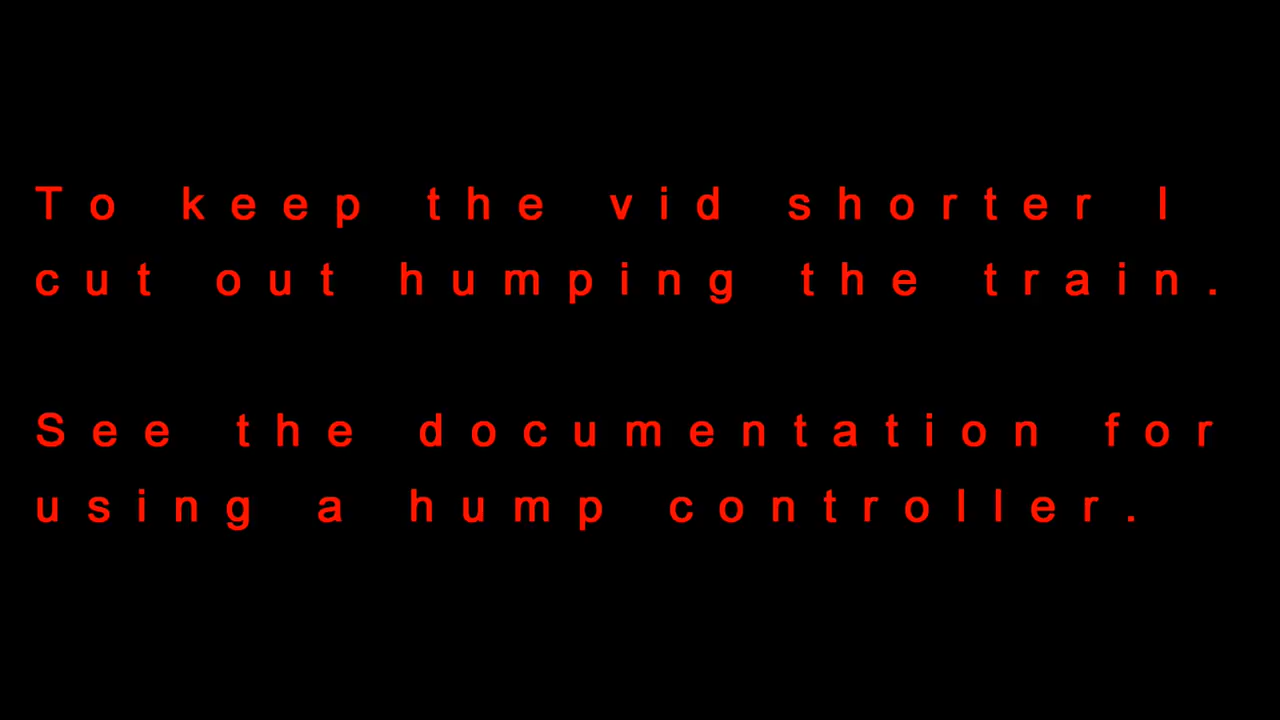 To keep the vid shorter I
cut out humping the train.
See the documentation for
using a hump controller.